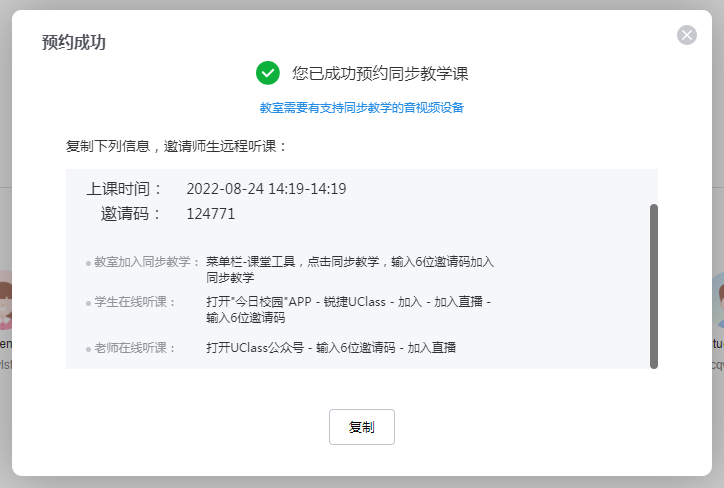 预约成功
您已成功预约同步教学课
教室需要有支持同步教学的音视频设备
复制下列信息，邀请师生远程听课：
上课时间： 2022-08-24 14:19-14:19
邀请码： 124771
教室加入同步教学： 菜单栏-课堂工具，点击同步教学，输入6位邀请码加入
同步教学
学生在线听课： 打开"今日校园"APP - 锐捷UClass - 加入 - 加入直播 -
输入6位邀请码
老师在线听课： 打开UClass公众号 - 输入6位邀请码 - 加入直播
复制